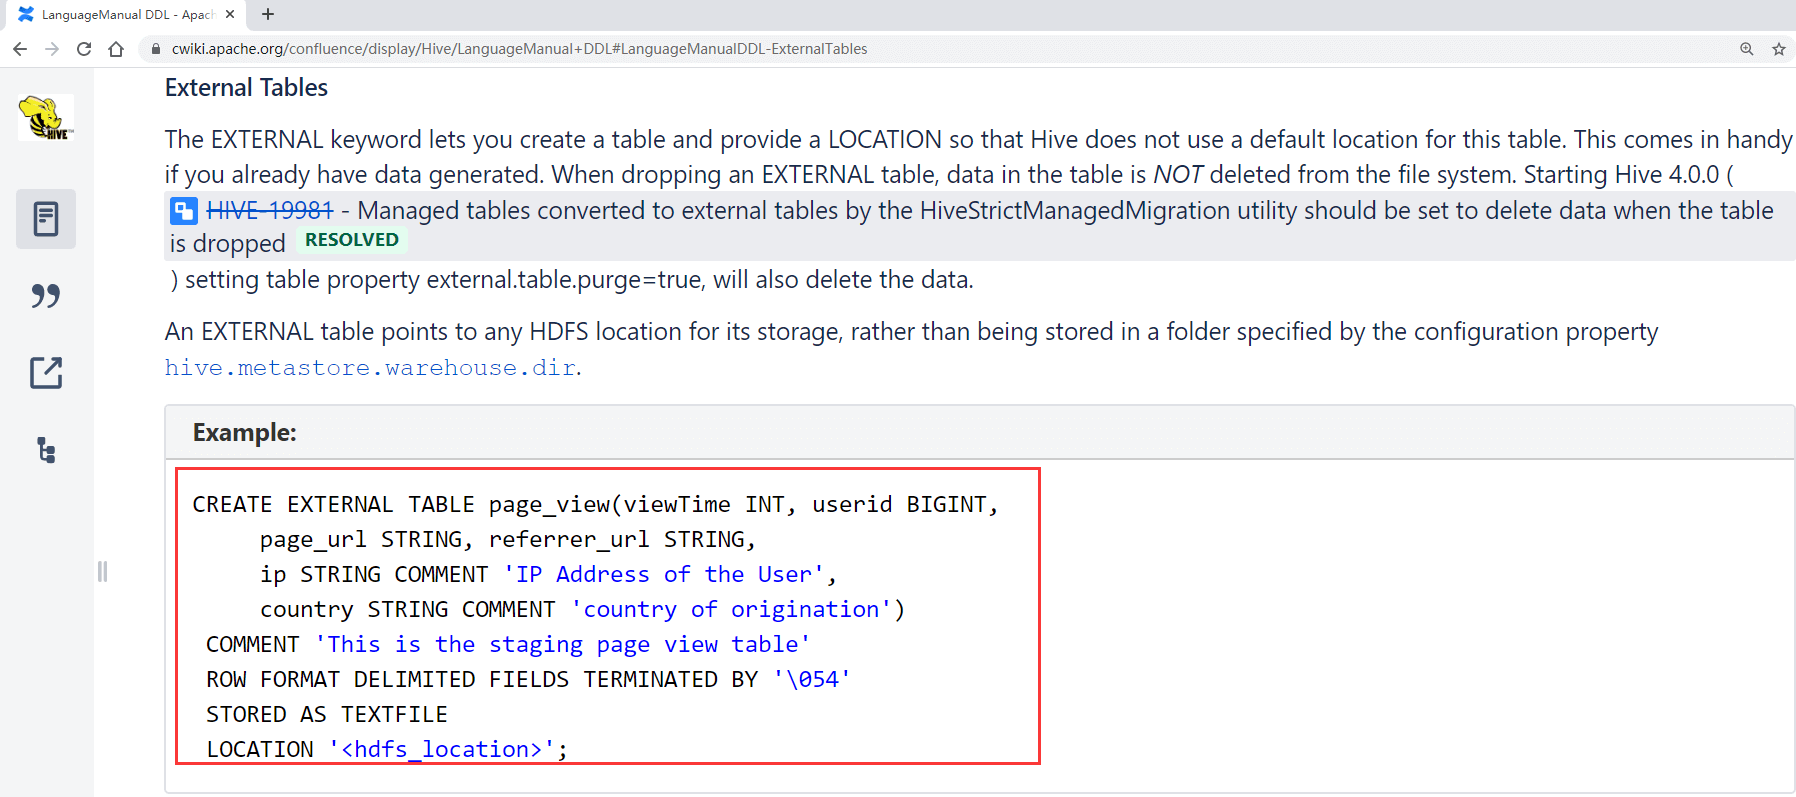 LanguageManual DDL - Apach
cwiki.apache.org/confluence/display/Hive/LanguageManual+DDL#LanguageManualDDL-ExternalTables
HIVE
External Tables
The EXTERNAL keyword lets you create a table and provide a LOCATION so that Hive does not use a default location for this table. This comes in handy
if you already have data generated. When dropping an EXTERNAL table, data in the table is NOT deleted from the file system. Starting Hive 4.0.0 (
HIVE-19981 - Managed tables converted to external tables by the HiveStrictManagedMigration utility should be set to delete data when the table
is dropped RESOLVED
) setting table property external.table.purge=true, will also delete the data.
An EXTERNAL table points to any HDFS location for its storage, rather than being stored in a folder specified by the configuration property
hive.metastore.warehouse.dir.
Example:
CREATE EXTERNAL TABLE page_view(viewTime INT, userid BIGINT,
page_url STRING, referrer_url STRING,
ip STRING COMMENT 'IP Address of the User',
country STRING COMMENT 'country of origination')
COMMENT 'This is the staging page view table'
ROW FORMAT DELIMITED FIELDS TERMINATED BY '\054'
STORED AS TEXTFILE
LOCATION '<hdfs_location>';